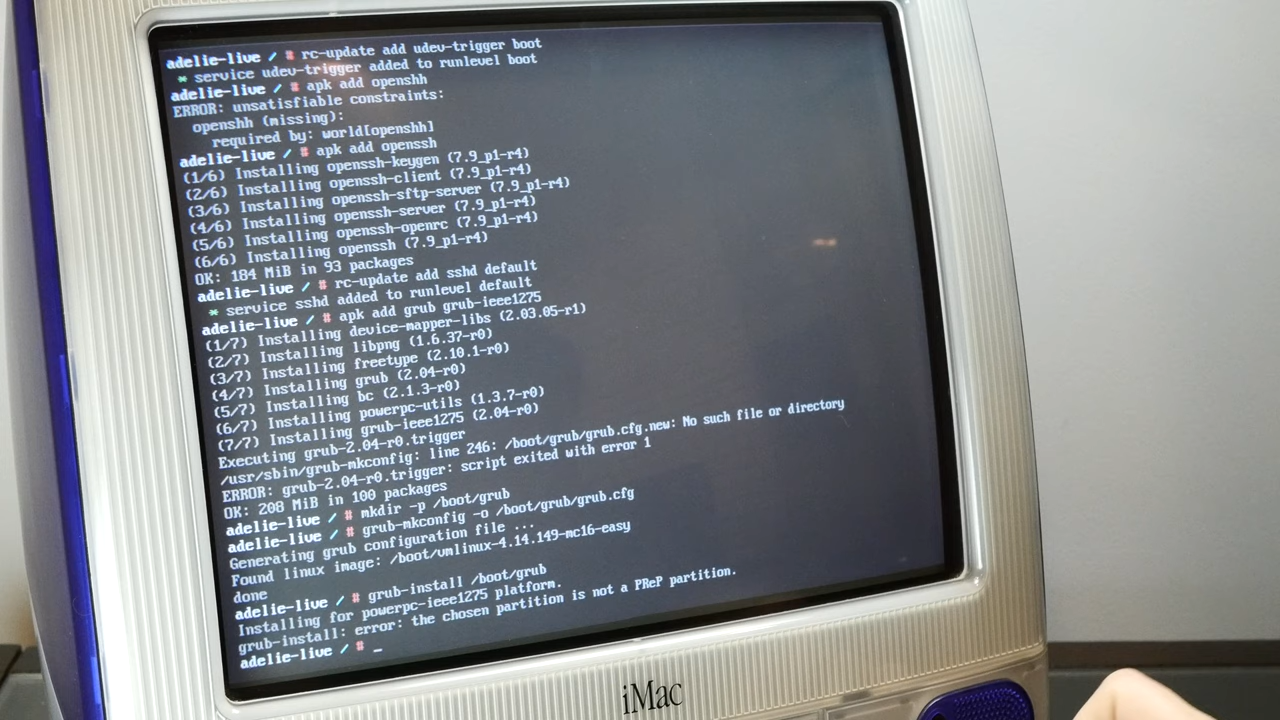 adelie-live / # rc-update add udev-trigger boot
* service udev-trigger added to runlevel boot
adelie-live / # apk add openshh
ERROR: unsatisfiable constraints:
openshh (missing):
required by: world[openshh]
adelie-live / # apk add openssh
(1/6) Installing openssh-keygen (7.9_p1-r4)
(2/6) Installing openssh-client (7.9_p1-r4)
(3/6) Installing openssh-sftp-server (7.9_p1-r4)
(4/6) Installing openssh-server (7.9_p1-r4)
(5/6) Installing openssh-openrc (7.9_p1-r4)
(6/6) Installing openssh (7.9_p1-r4)
OK: 184 MiB in 93 packages
adelie-live / # rc-update add sshd default
* service sshd added to runlevel default
adelie-live / # apk add grub grub-ieee1275
(1/7) Installing device-mapper-libs (2.03.05-r1)
(2/7) Installing libpng (1.6.37-r0)
(3/7) Installing freetype (2.10.1-r0)
(4/7) Installing grub (2.04-r0)
(5/7) Installing bc (2.1.3-r0)
(6/7) Installing powerpc-utils (1.3.7-r0)
(7/7) Installing grub-ieee1275 (2.04-r0)
Executing grub-2.04-r0.trigger
/usr/sbin/grub-mkconfig: line 246: /boot/grub/grub.cfg.new: No such file or directory
ERROR: grub-2.04-r0.trigger: script exited with error 1
OK: 208 MiB in 100 packages
adelie-live / # mkdir -p /boot/grub
adelie-live / # grub-mkconfig -o /boot/grub/grub.cfg
Generating grub configuration file ...
Found linux image: /boot/vmlinux-4.14.149-mc16-easy
done
adelie-live / # grub-install /boot/grub
Installing for powerpc-ieee1275 platform.
grub-install: error: the chosen partition is not a PReP partition.
adelie-live / # _
iMac